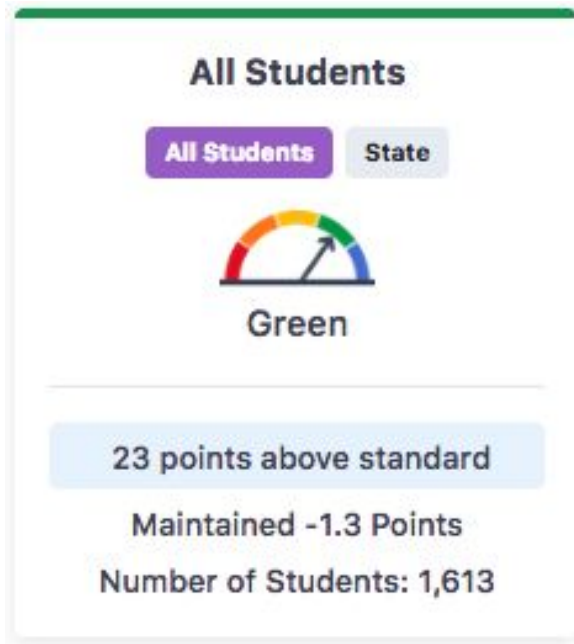 All Students
All Students State
Green
23 points above standard
Maintained -1.3 Points
Number of Students: 1,613